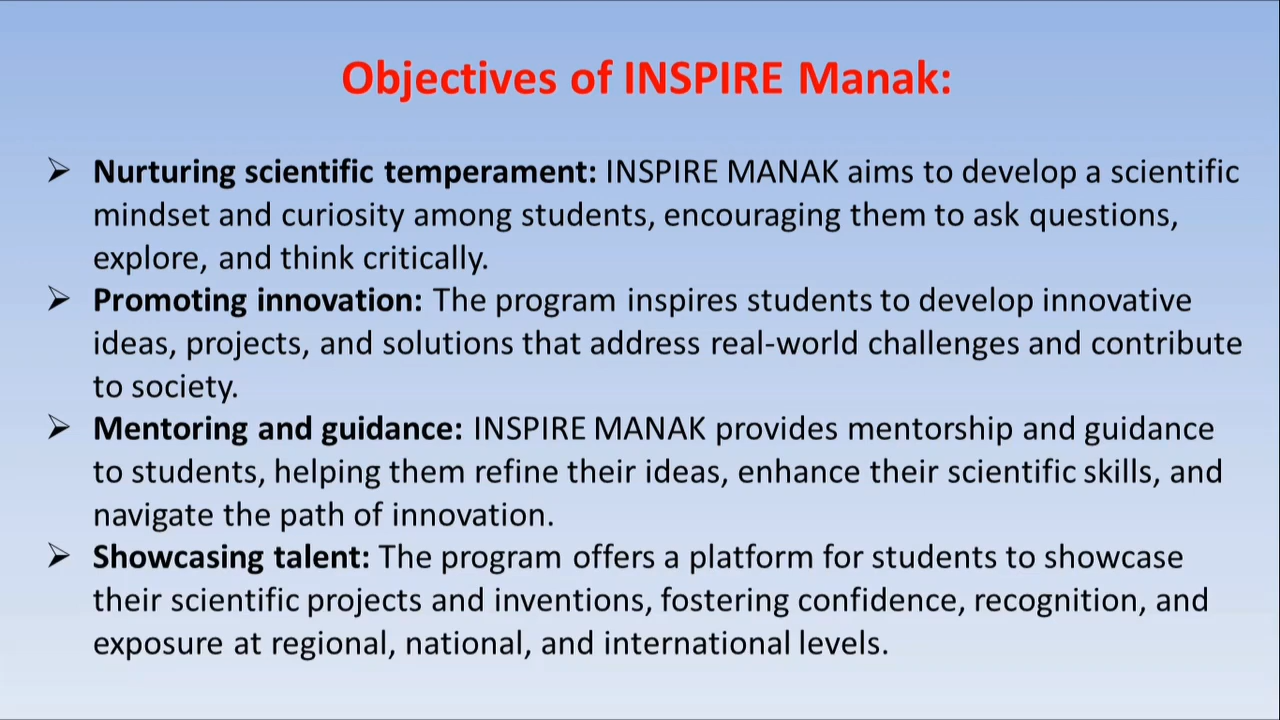 Objectives of INSPIRE Manak:
➢ Nurturing scientific temperament: INSPIRE MANAK aims to develop a scientific
mindset and curiosity among students, encouraging them to ask questions,
explore, and think critically.
➢ Promoting innovation: The program inspires students to develop innovative
ideas, projects, and solutions that address real-world challenges and contribute
to society.
➢ Mentoring and guidance: INSPIRE MANAK provides mentorship and guidance
to students, helping them refine their ideas, enhance their scientific skills, and
navigate the path of innovation.
➢ Showcasing talent: The program offers a platform for students to showcase
their scientific projects and inventions, fostering confidence, recognition, and
exposure at regional, national, and international levels.